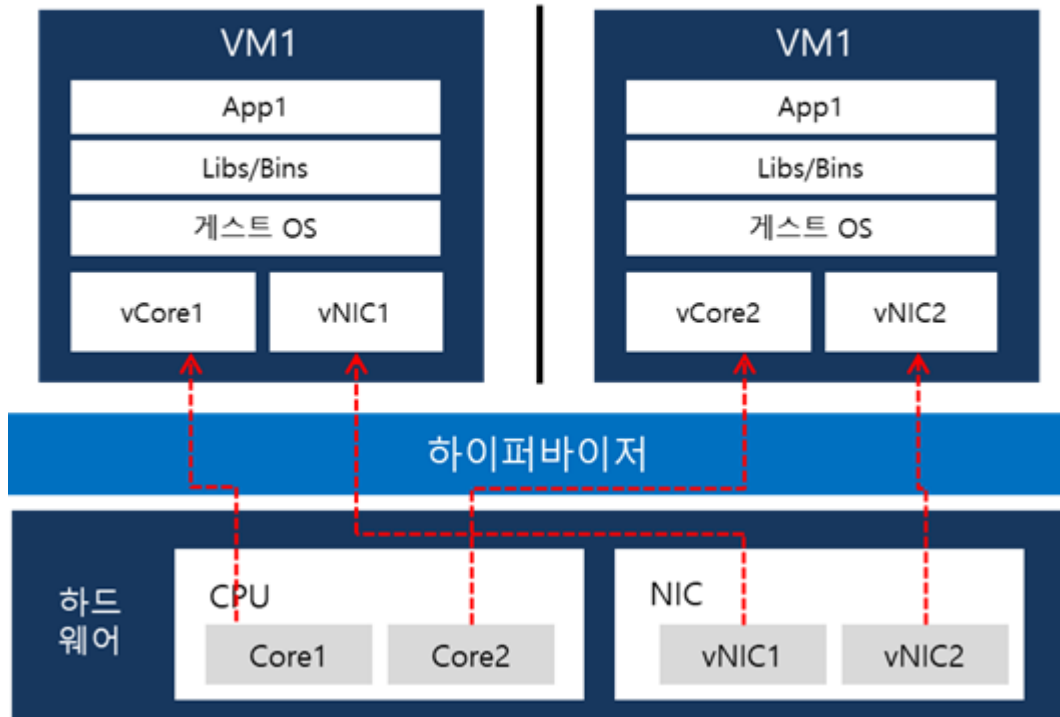 VM1
App1
Libs/Bins
게스트 OS
vCore1
vNIC1
VM1
App1
Libs/Bins
게스트 OS
vCore2
vNIC2
하이퍼바이저
하드
웨어
CPU
Core1
Core2
NIC
vNIC1
vNIC2